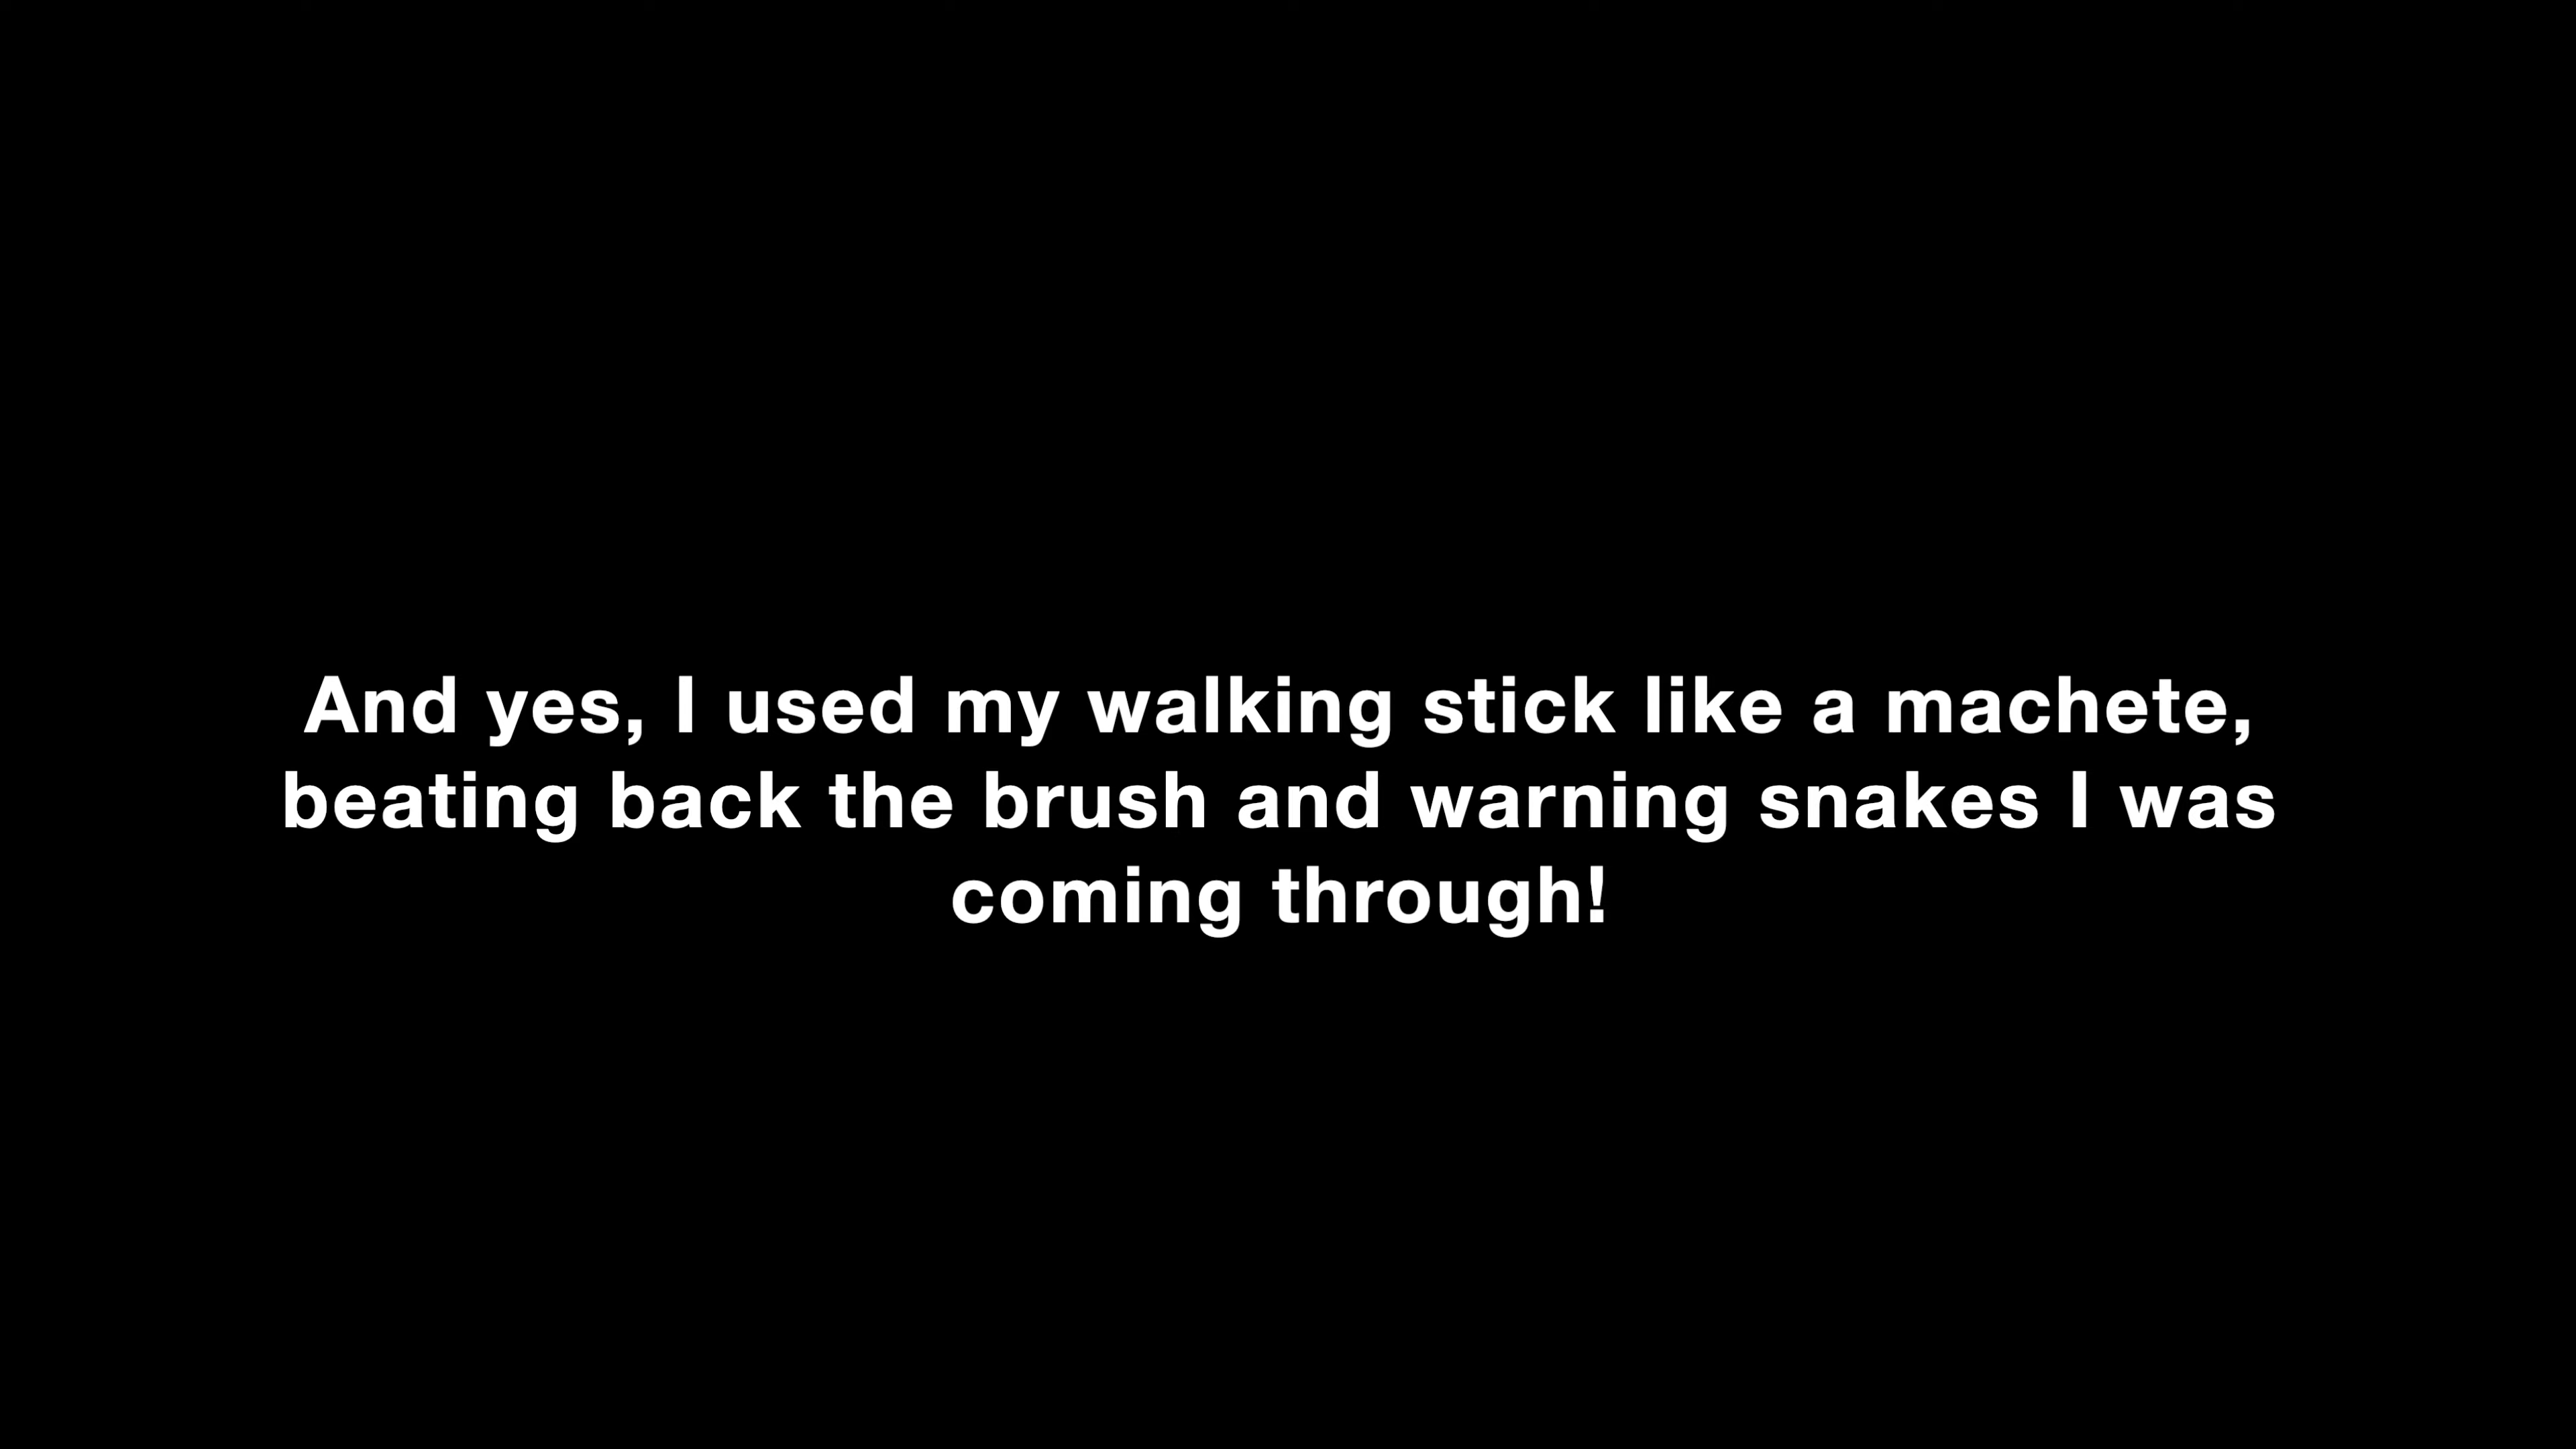 And yes, I used my walking stick like a machete,
beating back the brush and warning snakes I was
coming through!